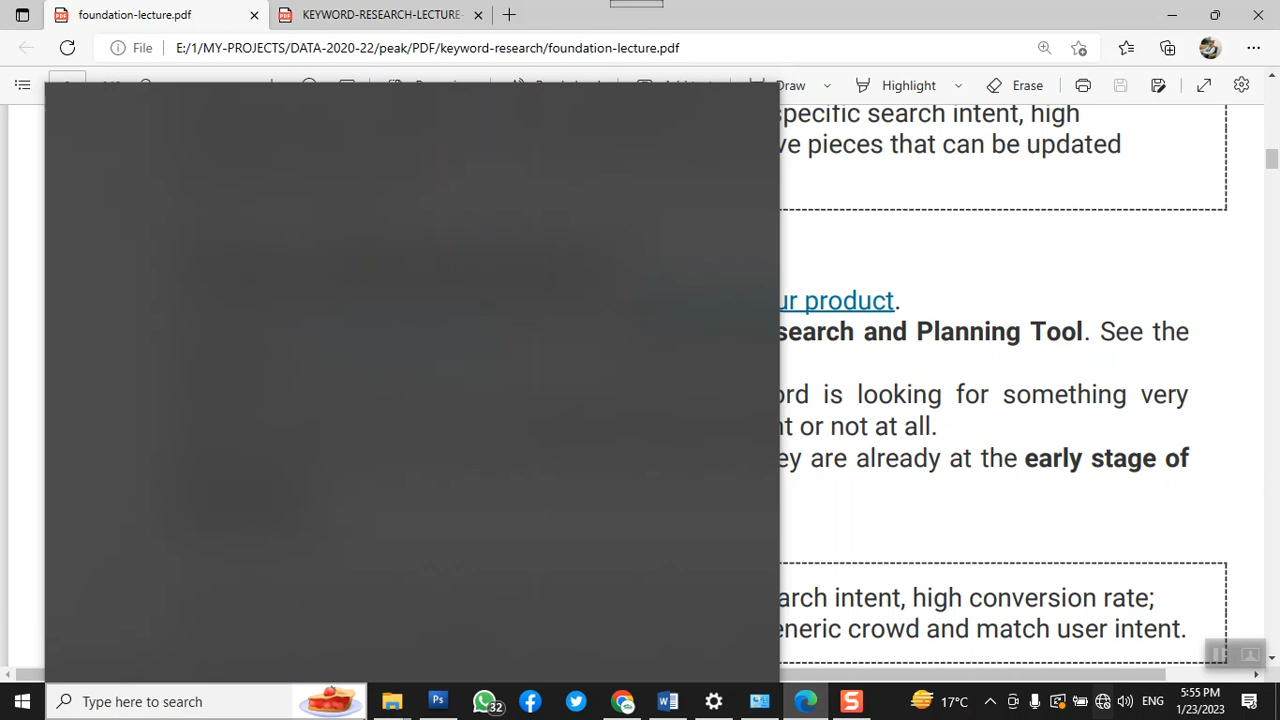 foundation-lecture.pdf
KEYWORD-RESEARCH-LECTURE-
File E:/1/MY-PROJECTS/DATA-2020-22/peak/PDF/keyword-research/foundation-lecture.pdf
Draw Highlight Erase
specific search intent, high
ve pieces that can be updated
ur product.
search and Planning Tool. See the
ord is looking for something very
nt or not at all.
ey are already at the early stage of
arch intent, high conversion rate;
eneric crowd and match user intent.
Type here to search
Ps
32
17°C
ENG
5:55 PM
1/23/2023